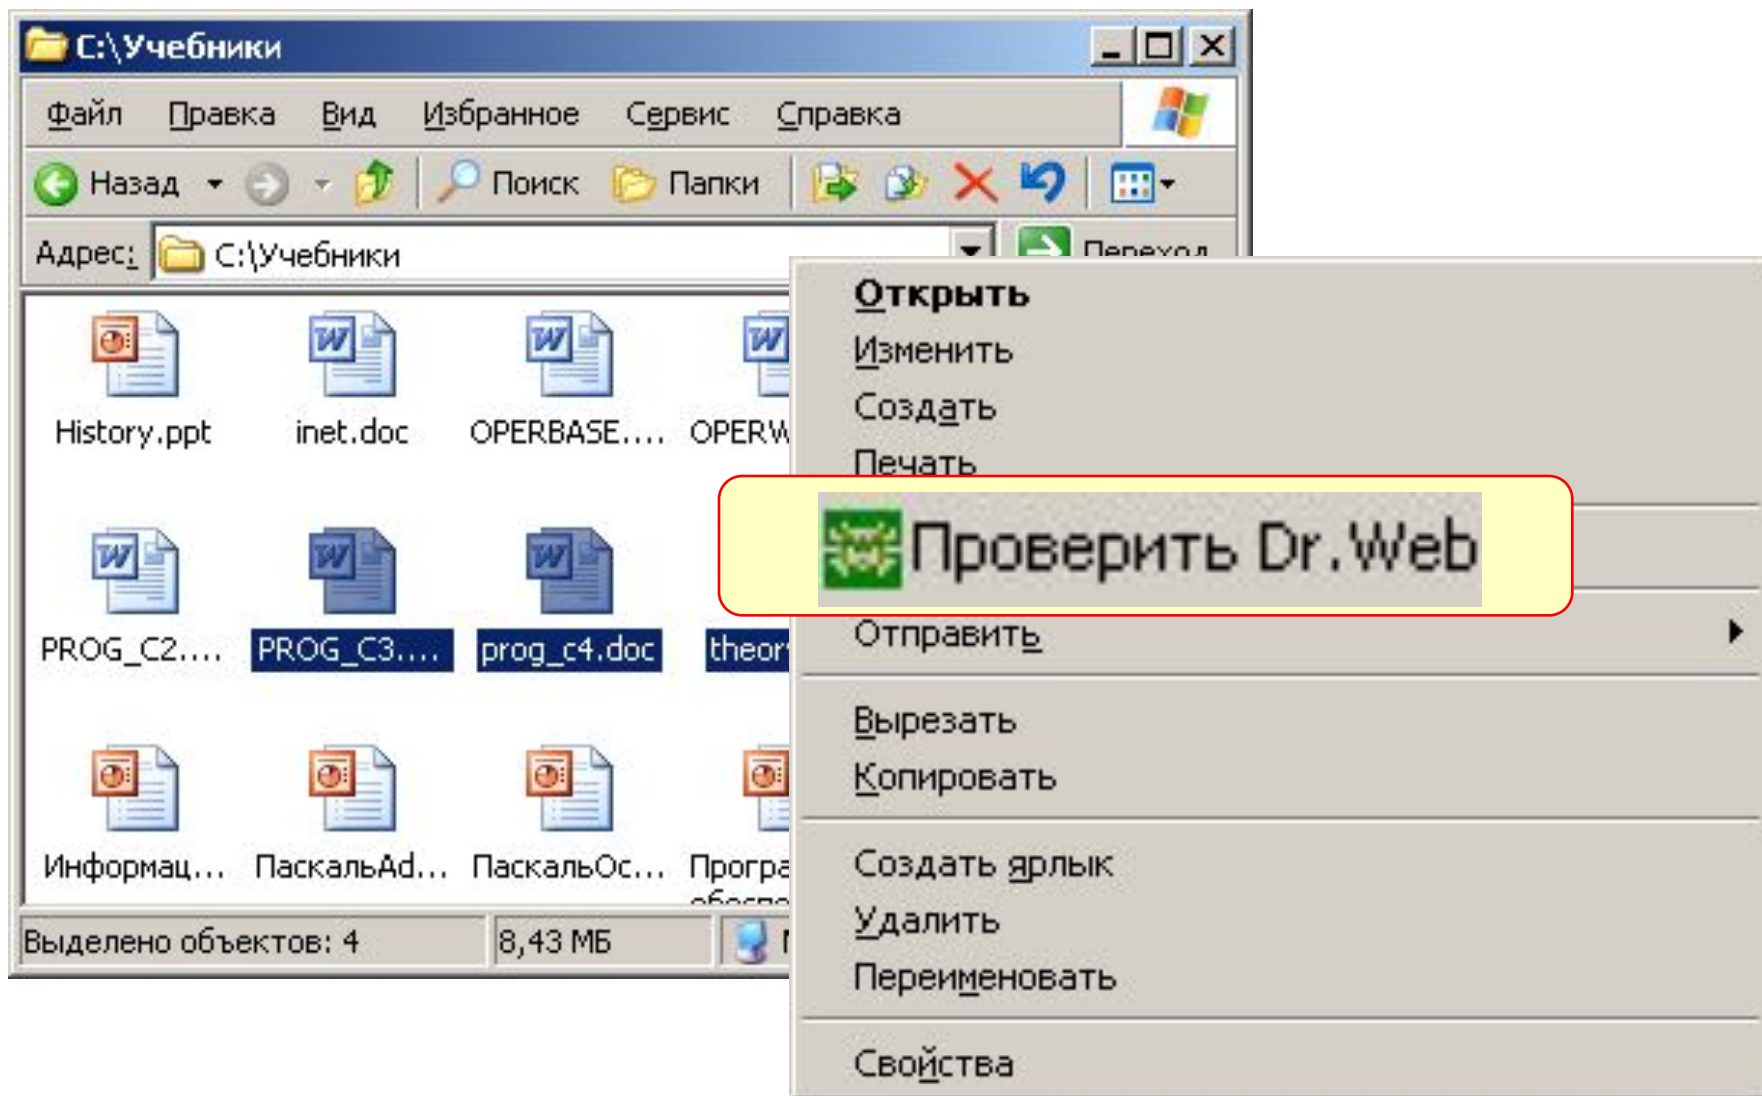 C:\Учебники
Файл Правка Вид Избранное Сервис Справка
Назад Поиск Папки
Адрес: C:\Учебники Переход
History.ppt inet.doc OPERBASE.... OPERW
PROG_C2.... PROG_C3.... prog_c4.doc theor
Информац... ПаскальAd... ПаскальОс... Програ
Выделено объектов: 4 8,43 МБ
Открыть
Изменить
Создать
Печать
Проверить Dr.Web
Отправить
Вырезать
Копировать
Создать ярлык
Удалить
Переименовать
Свойства